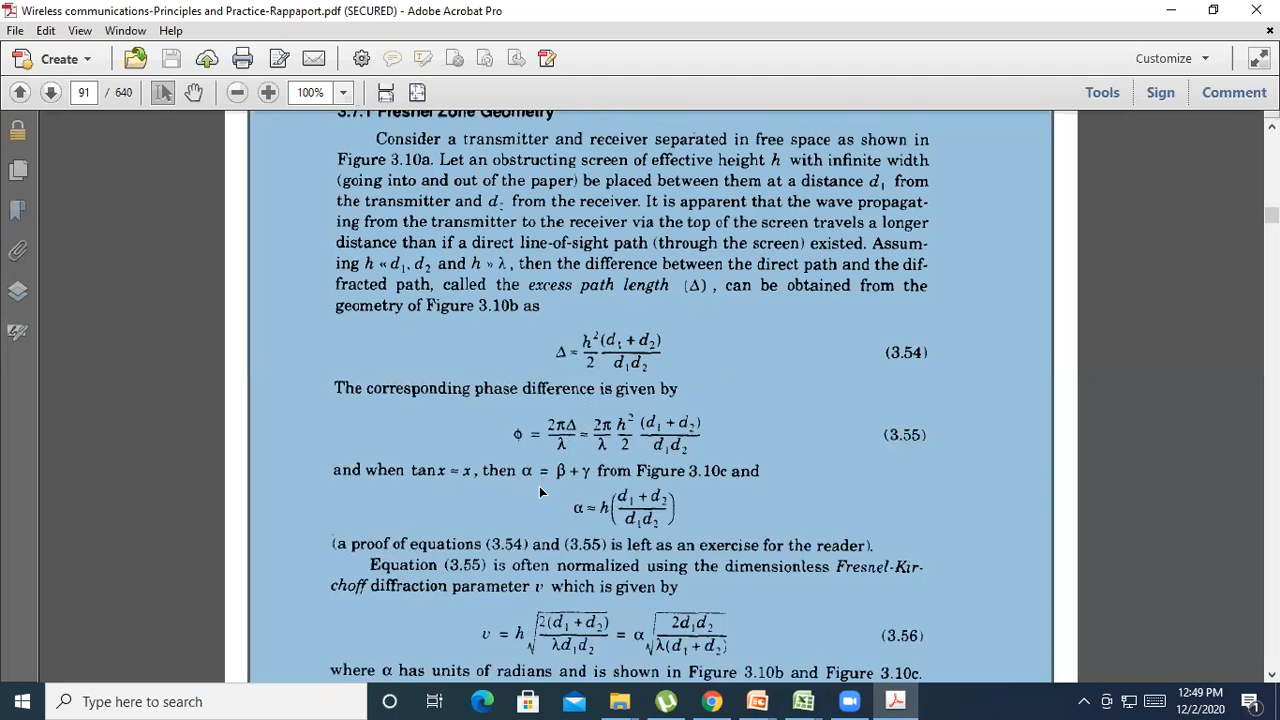 Wireless communications-Principles and Practice-Rappaport.pdf (SECURED) - Adobe Acrobat Pro
File Edit View Window Help
Create Customize
91 / 640 100% Tools Sign Comment
3.7.1 Fresnel Zone Geometry
Consider a transmitter and receiver separated in free space as shown in
Figure 3.10a. Let an obstructing screen of effective height h with infinite width
(going into and out of the paper) be placed between them at a distance d₁ from
the transmitter and d₂ from the receiver. It is apparent that the wave propagat-
ing from the transmitter to the receiver via the top of the screen travels a longer
distance than if a direct line-of-sight path (through the screen) existed. Assum-
ing h « d₁, d₂ and h » λ, then the difference between the direct path and the dif-
fracted path, called the excess path length (Δ), can be obtained from the
geometry of Figure 3.10b as
Δ ≈ h²/2 (d₁ + d₂)/d₁d₂ (3.54)
The corresponding phase difference is given by
ϕ = 2πΔ/λ ≈ 2π/λ h²/2 (d₁ + d₂)/d₁d₂ (3.55)
and when tan x ≈ x, then α = β + γ from Figure 3.10c and
α ≈ h((d₁ + d₂)/d₁d₂)
(a proof of equations (3.54) and (3.55) is left as an exercise for the reader).
Equation (3.55) is often normalized using the dimensionless Fresnel-Kir-
choff diffraction parameter υ which is given by
υ = h√(2(d₁ + d₂)/λd₁d₂) = α√(2d₁d₂/λ(d₁ + d₂)) (3.56)
where α has units of radians and is shown in Figure 3.10b and Figure 3.10c.
Type here to search
12:49 PM
12/2/2020
1